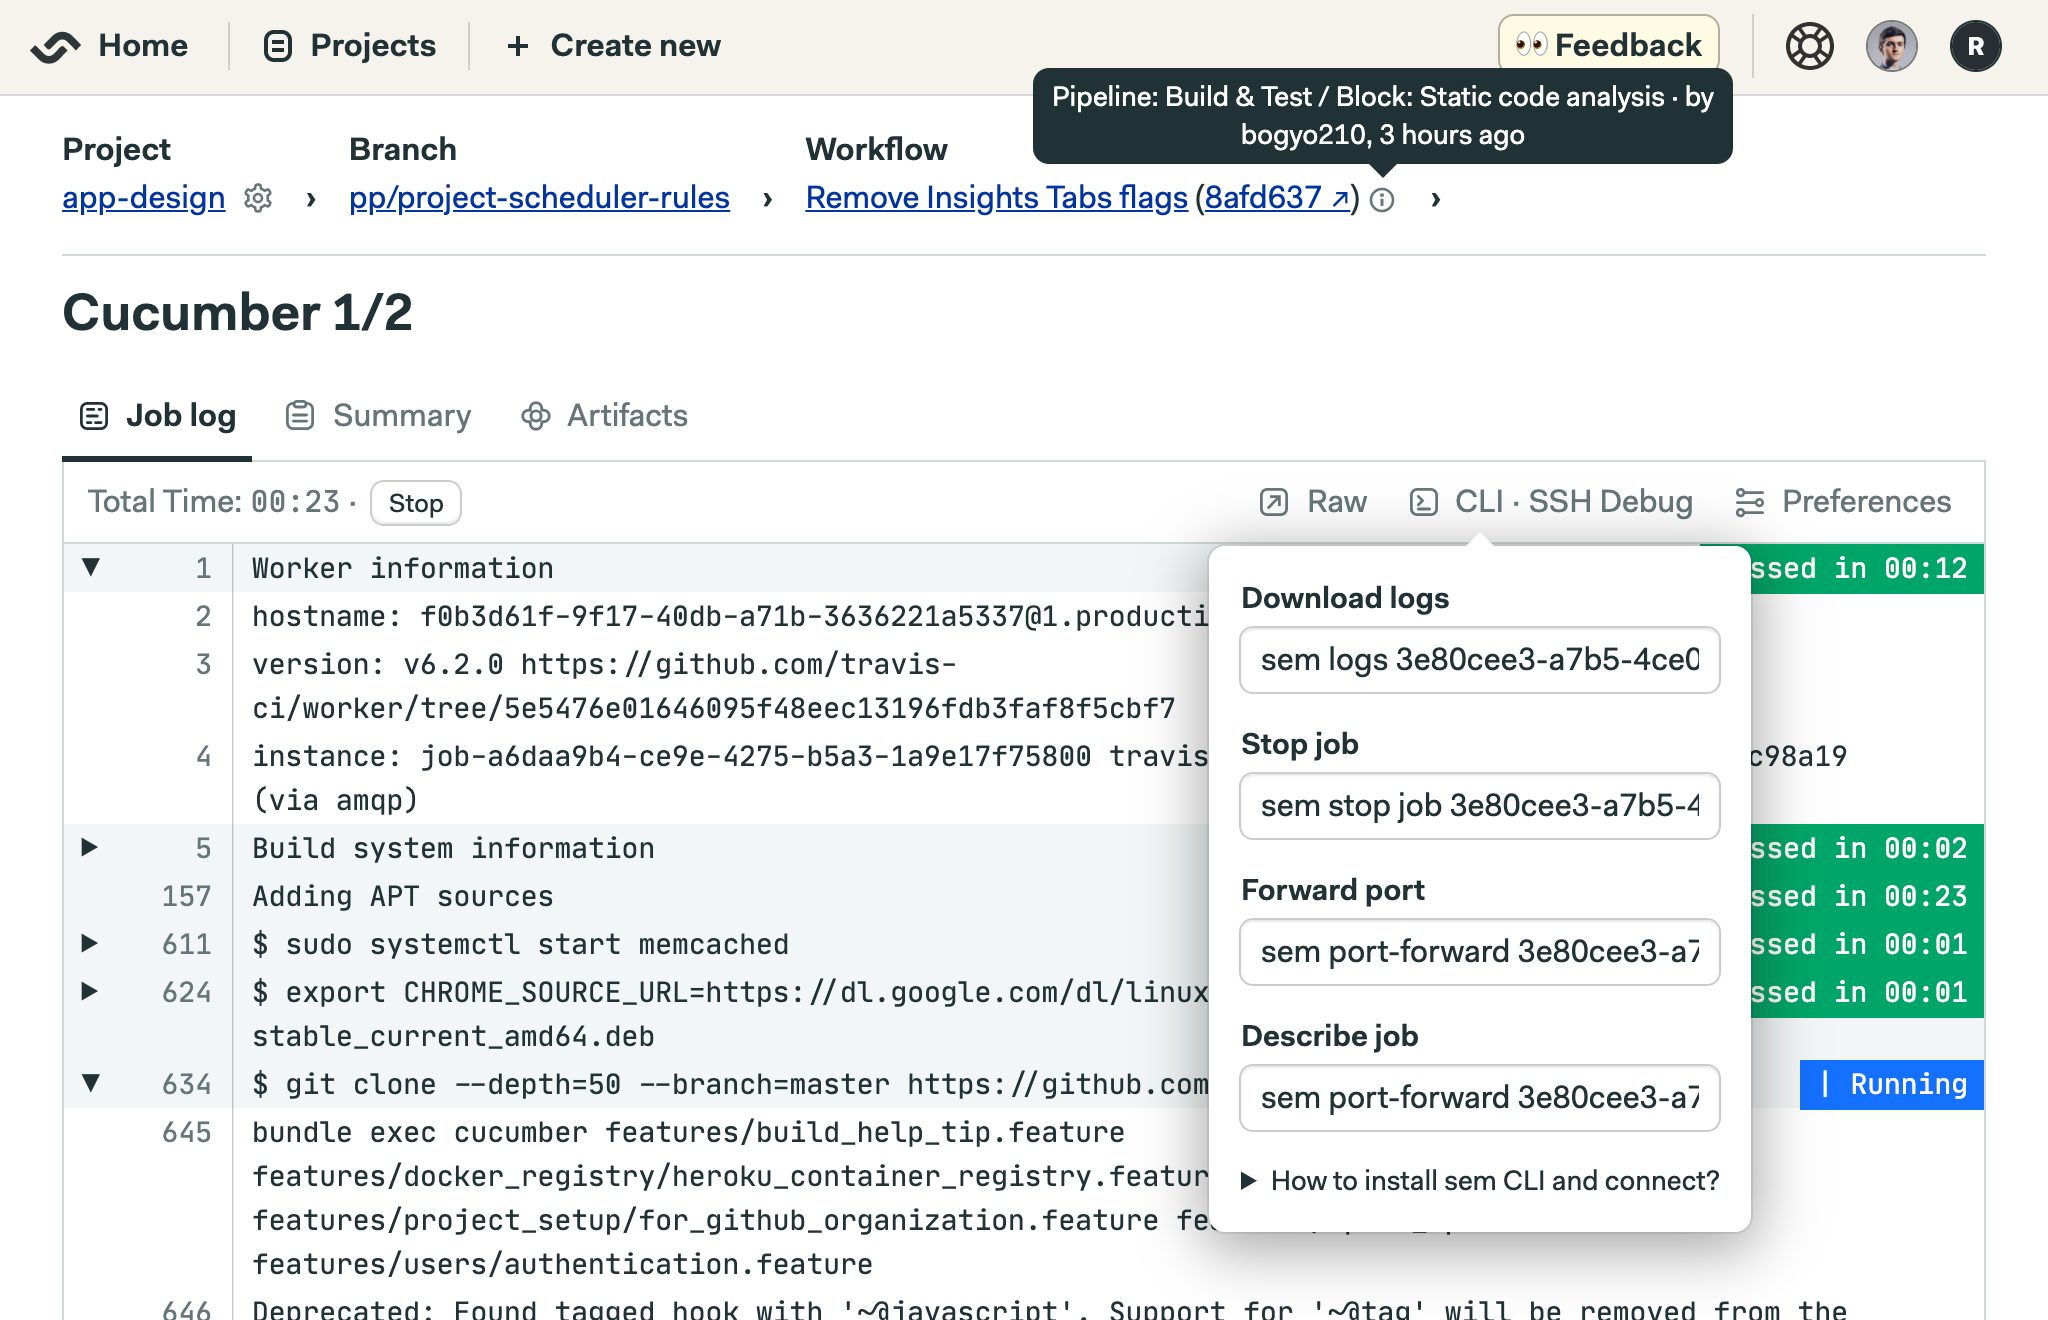 Home
Projects
+ Create new
👀 Feedback
R
Pipeline: Build & Test / Block: Static code analysis · by
bogyo210, 3 hours ago
Project
Branch
Workflow
app-design › pp/project-scheduler-rules › Remove Insights Tabs flags (8afd637 ↗) ›
Cucumber 1/2
Job log
Summary
Artifacts
Total Time: 00:23 · Stop
Raw
CLI · SSH Debug
Preferences
1 Worker information
ssed in 00:12
2 hostname: f0b3d61f-9f17-40db-a71b-3636221a5337@1.producti
3 version: v6.2.0 https://github.com/travis-
ci/worker/tree/5e5476e01646095f48eec13196fdb3faf8f5cbf7
4 instance: job-a6daa9b4-ce9e-4275-b5a3-1a9e17f75800 travis
c98a19
(via amqp)
5 Build system information
ssed in 00:02
157 Adding APT sources
ssed in 00:23
611 $ sudo systemctl start memcached
ssed in 00:01
624 $ export CHROME_SOURCE_URL=https://dl.google.com/dl/linux
ssed in 00:01
stable_current_amd64.deb
634 $ git clone --depth=50 --branch=master https://github.com
| Running
645 bundle exec cucumber features/build_help_tip.feature
features/docker_registry/heroku_container_registry.featur
features/project_setup/for_github_organization.feature fe
features/users/authentication.feature
646 Deprecated: Found tagged hook with '~@javascript'. Support for '~@tag' will be removed from the
Download logs
sem logs 3e80cee3-a7b5-4ce0
Stop job
sem stop job 3e80cee3-a7b5-4
Forward port
sem port-forward 3e80cee3-a7
Describe job
sem port-forward 3e80cee3-a7
How to install sem CLI and connect?